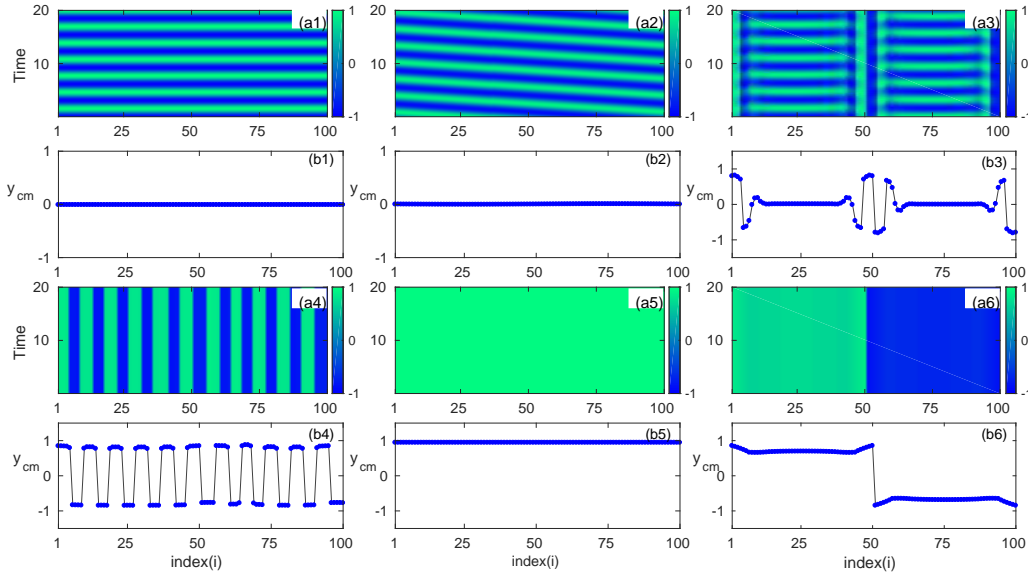 20 (a1) 1 20 (a2) 1 20 (a3) 1
Time 10 0 10 0 10 0
-1 -1 -1
1 25 50 75 100 1 25 50 75 100 1 25 50 75 100
1 (b1) 1 (b2) (b3)
1
y cm 0 y cm 0 y cm 0
-1
-1 -1
1 25 50 75 100 1 25 50 75 100 1 25 50 75 100
20 (a4) 1 20 (a5) 1 20 (a6) 1
Time 10 0 10 0 10 0
-1 -1 -1
1 25 50 75 100 1 25 50 75 100 1 25 50 75 100
(b4) (b5) (b6)
1 1 1
y cm 0 y cm 0 y cm 0
-1 -1 -1
1 25 50 75 100 1 25 50 75 100 1 25 50 75 100
index(i) index(i) index(i)